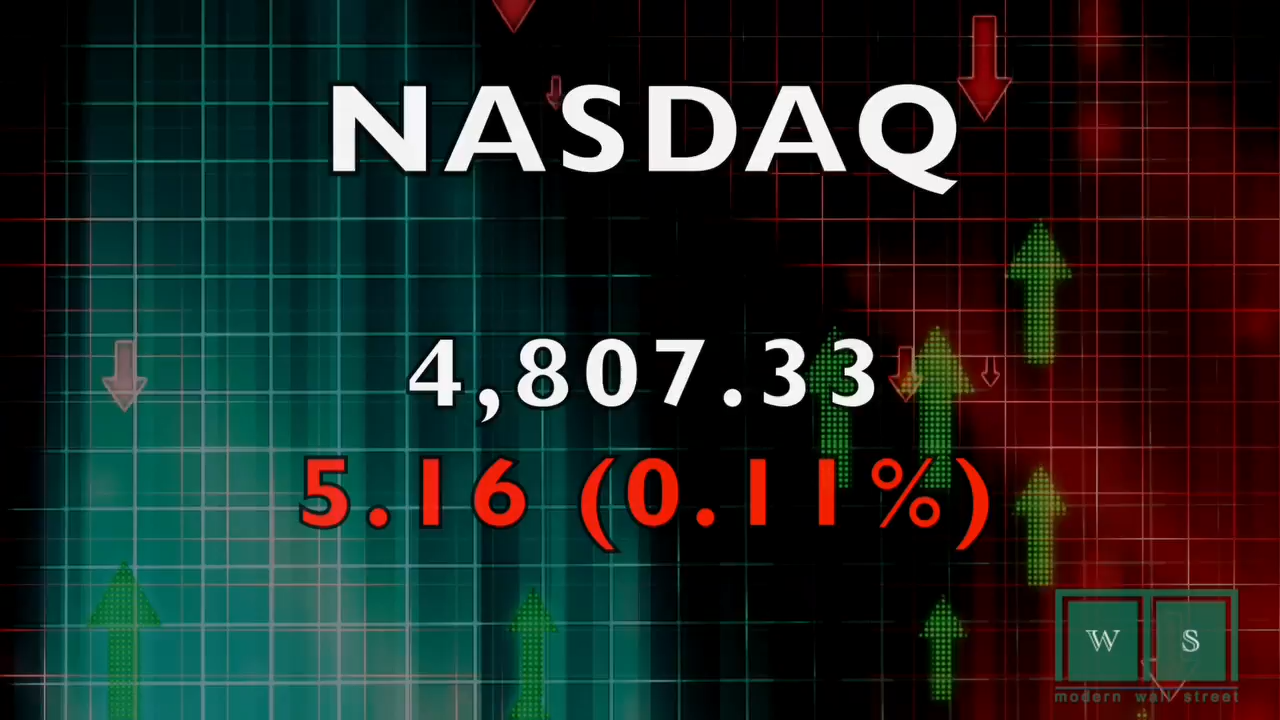 NASDAQ
4,807.33
5.16 (0.11%)
W S
modern wall street